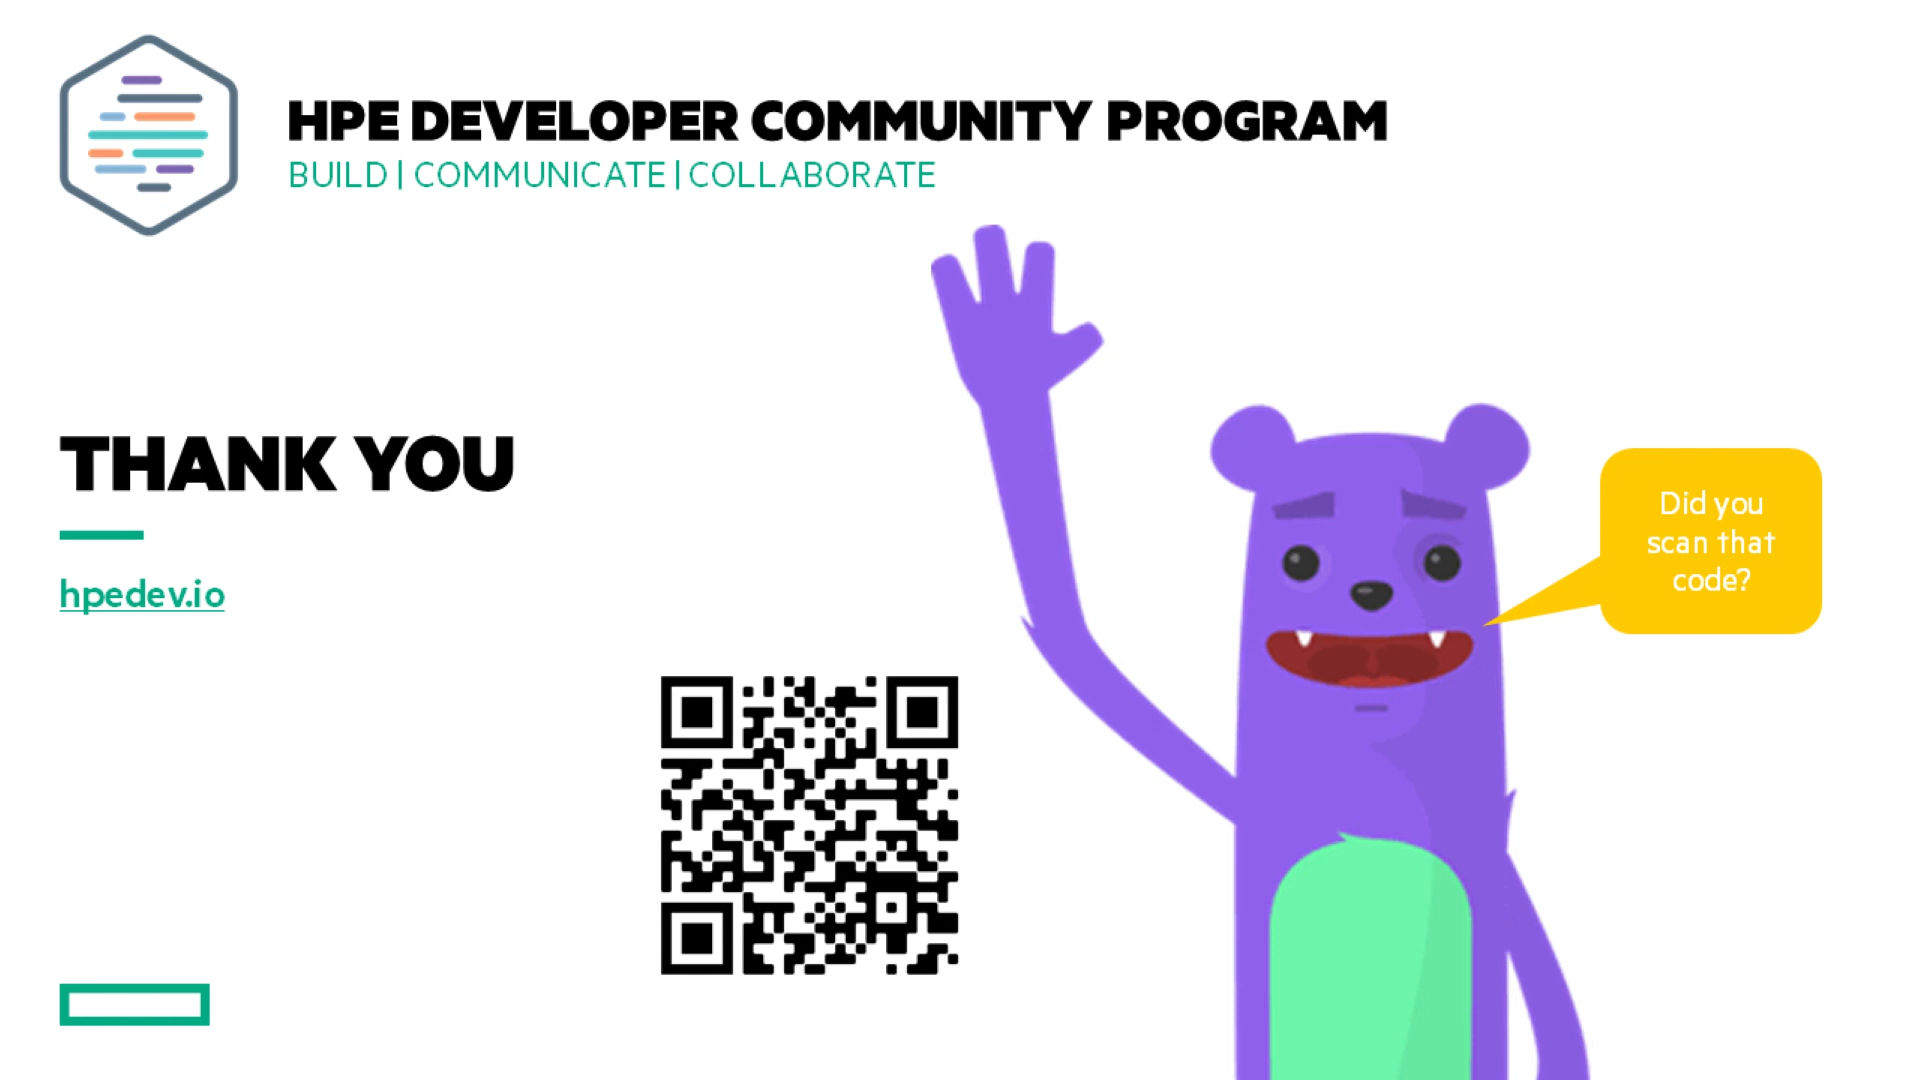 HPE DEVELOPER COMMUNITY PROGRAM
BUILD | COMMUNICATE | COLLABORATE
THANK YOU
hpedev.io
Did you
scan that
code?